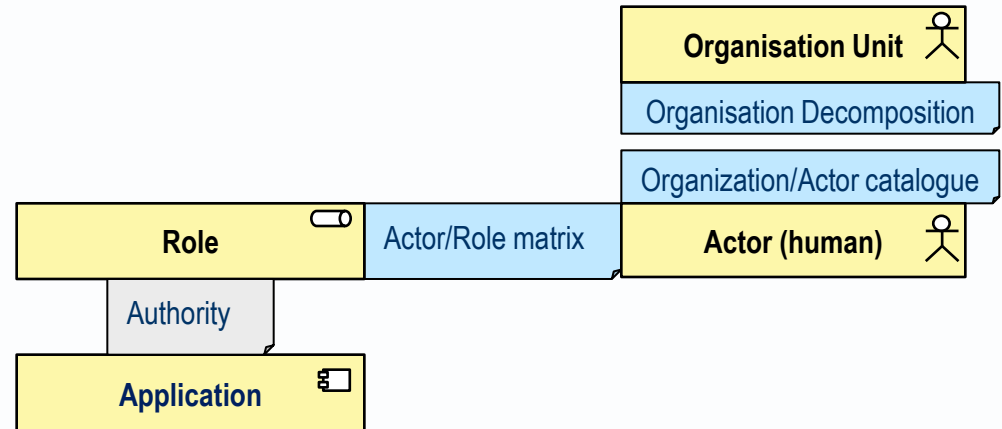 Organisation Unit
Organisation Decomposition
Organization/Actor catalogue
Role
Actor/Role matrix
Actor (human)
Authority
Application